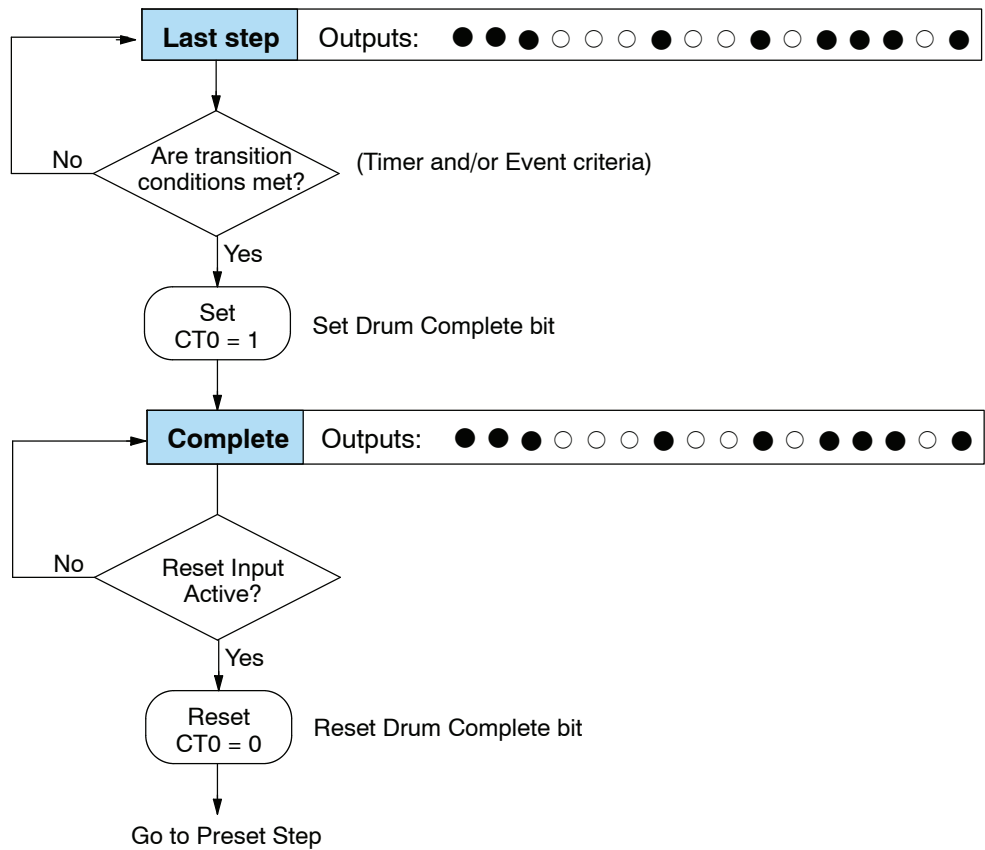 Last step Outputs:
No
Are transition
conditions met?
(Timer and/or Event criteria)
Yes
Set
CT0 = 1
Set Drum Complete bit
Complete Outputs:
No
Reset Input
Active?
Yes
Reset
CT0 = 0
Reset Drum Complete bit
Go to Preset Step